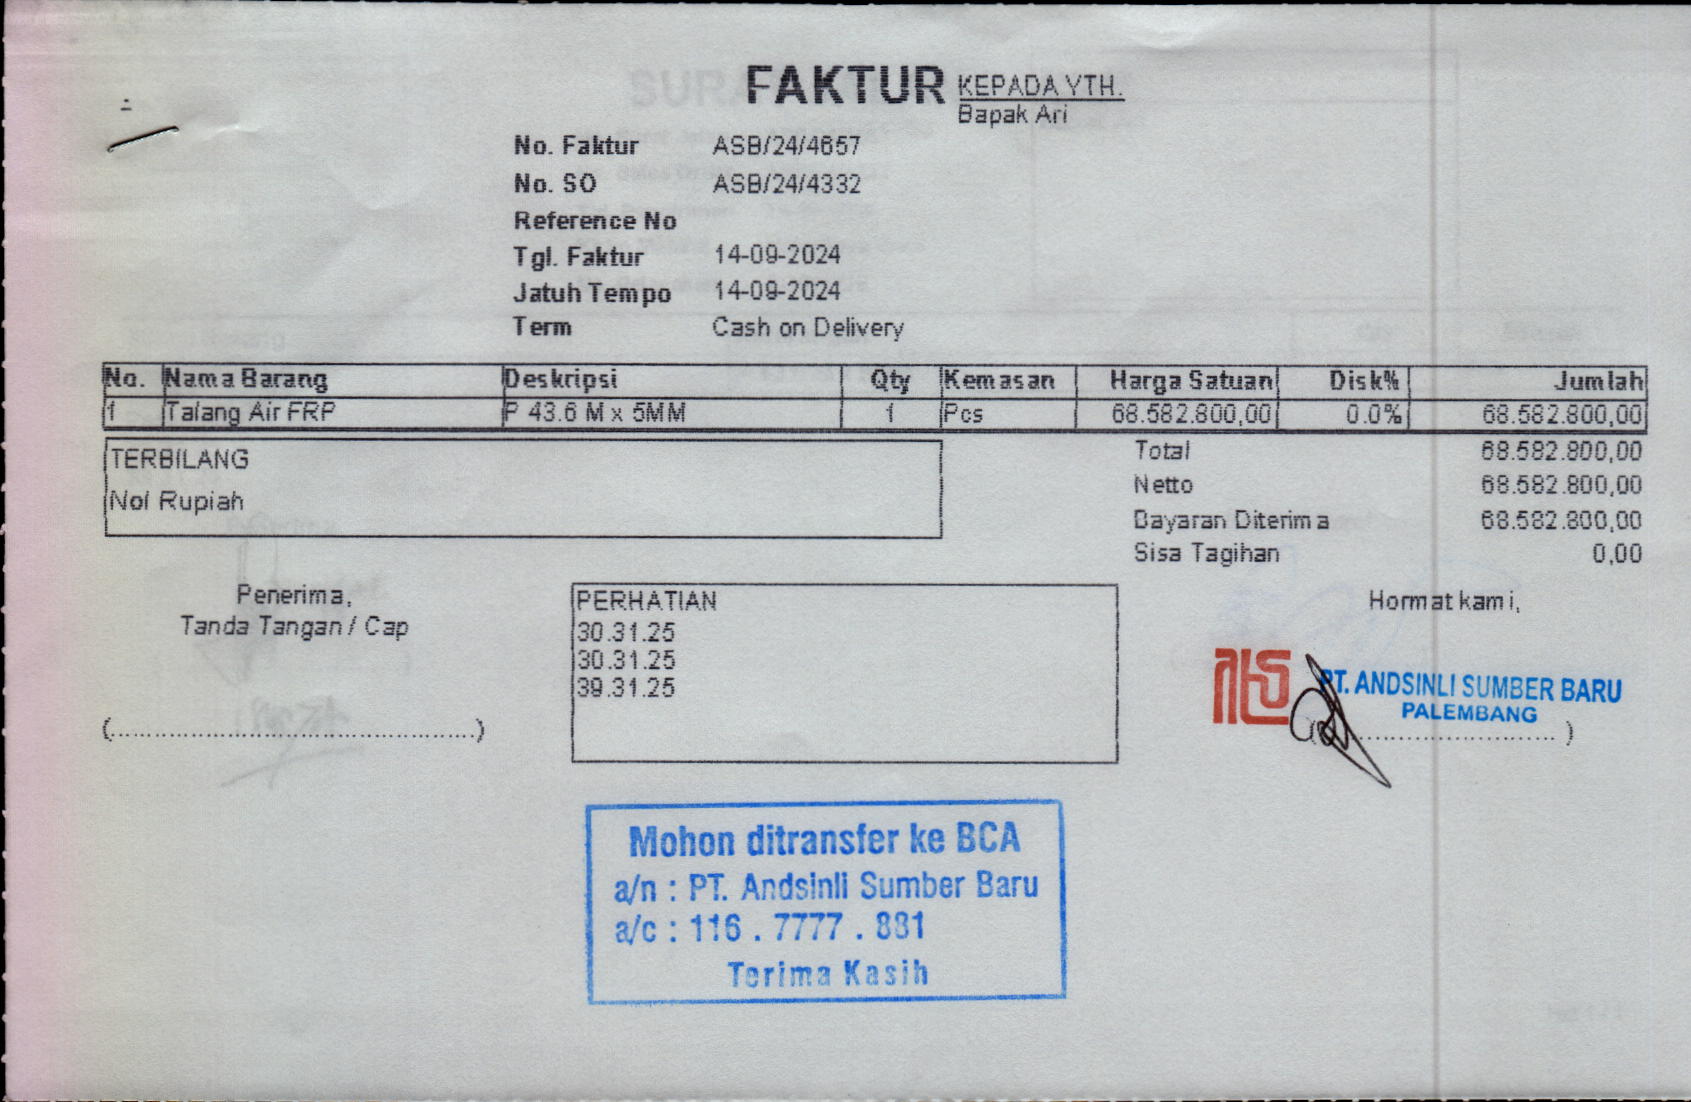 FAKTUR
KEPADA YTH.
Bapak Ari
No. Faktur ASB/24/4657
No. SO ASB/24/4332
Reference No
Tgl. Faktur 14-09-2024
Jatuh Tempo 14-09-2024
Term Cash on Delivery
No. Nama Barang Deskripsi Qty Kemasan Harga Satuan Disk% Jumlah
1 Talang Air FRP P 43.6 M x 5MM 1 Pcs 68.582.800,00 0.0% 68.582.800,00
TERBILANG
Nol Rupiah
Total 68.582.800,00
Netto 68.582.800,00
Bayaran Diterima 68.582.800,00
Sisa Tagihan 0,00
Penerima,
Tanda Tangan / Cap
(...............................................)
PERHATIAN
30.31.25
30.31.25
39.31.25
Hormat kami,
PT. ANDSINLI SUMBER BARU
PALEMBANG
Mohon ditransfer ke BCA
a/n : PT. Andsinli Sumber Baru
a/c : 116 . 7777 . 881
Terima Kasih